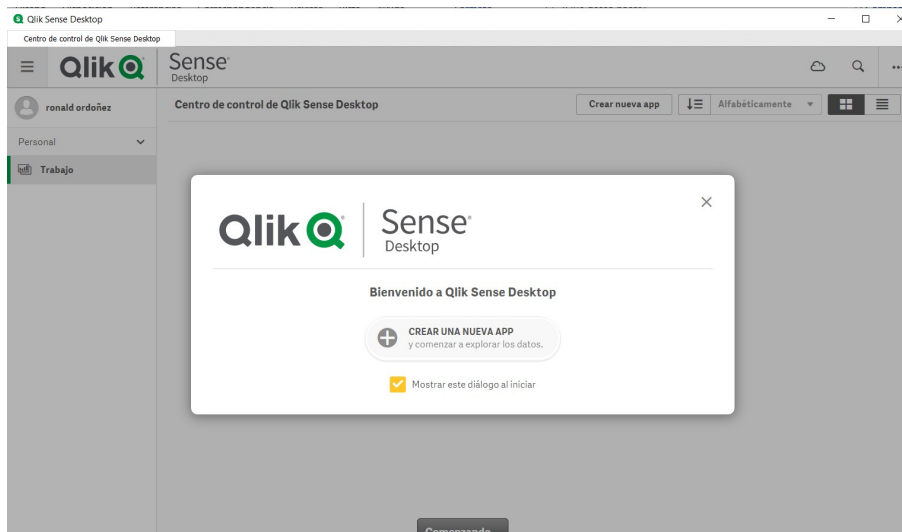 Qlik Sense Desktop
Centro de control de Qlik Sense Desktop
Qlik Sense
Desktop
ronald ordoñez
Centro de control de Qlik Sense Desktop
Crear nueva app
Alfabéticamente
Personal
Trabajo
Qlik Sense
Desktop
Bienvenido a Qlik Sense Desktop
CREAR UNA NUEVA APP
y comenzar a explorar los datos.
Mostrar este diálogo al iniciar
Comenzando